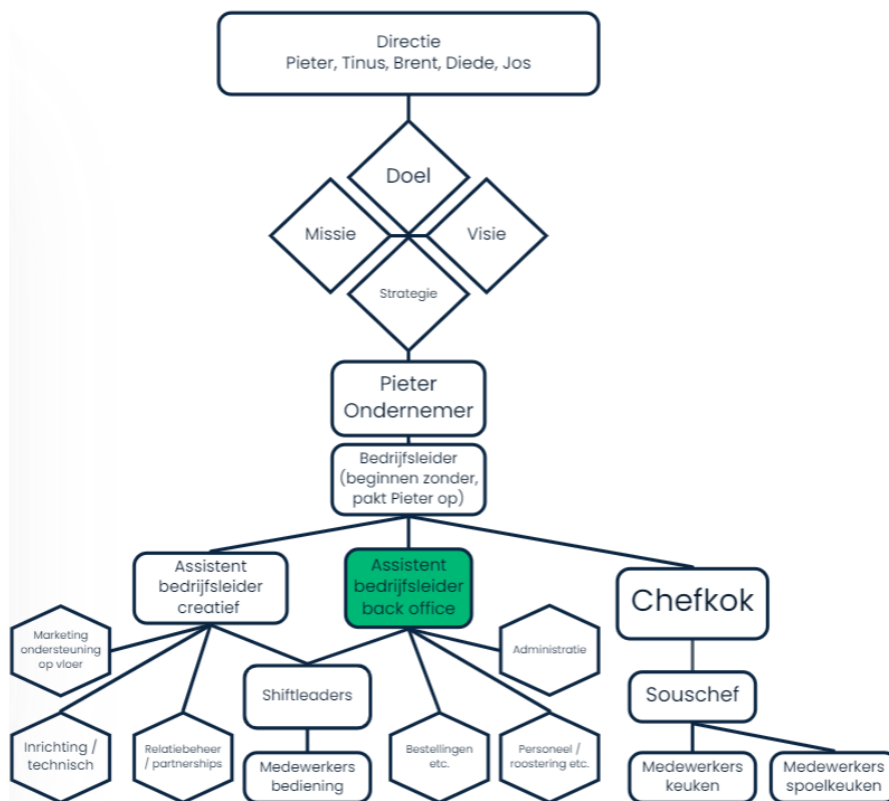 Directie
Pieter, Tinus, Brent, Diede, Jos
Doel
Missie
Visie
Strategie
Pieter
Ondernemer
Bedrijfsleider
(beginnen zonder,
pakt Pieter op)
Assistent
bedrijfsleider
creatief
Assistent
bedrijfsleider
back office
Chefkok
Marketing
ondersteuning
op vloer
Administratie
Shiftleaders
Souschef
Inrichting /
technisch
Relatiebeheer
/ partnerships
Medewerkers
bediening
Bestellingen
etc.
Personeel /
roostering etc.
Medewerkers
keuken
Medewerkers
spoelkeuken